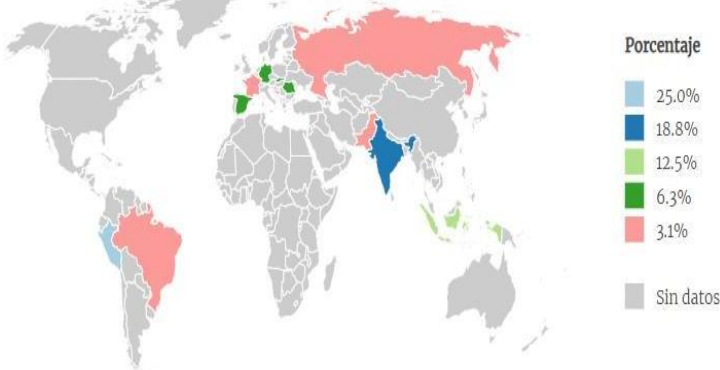 Porcentaje
25.0%
18.8%
12.5%
6.3%
3.1%
Sin datos